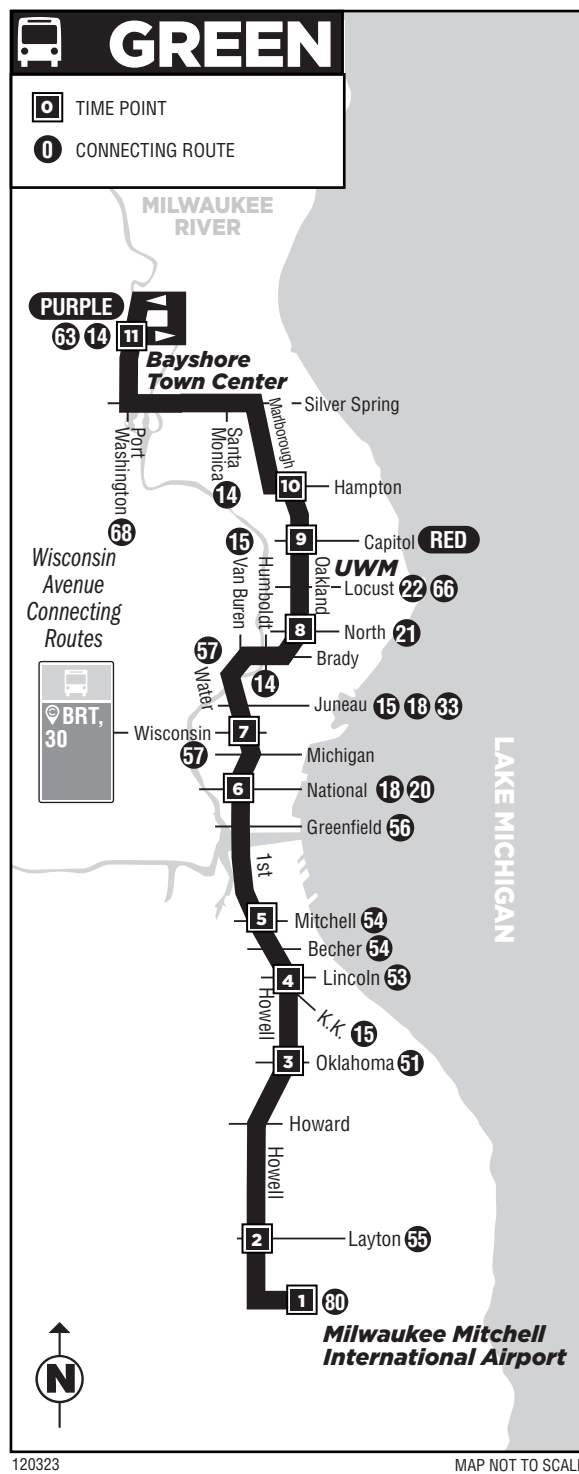 GREEN
0 TIME POINT
0 CONNECTING ROUTE
MILWAUKEE
RIVER
PURPLE
63 14
11
Bayshore
Town Center
Silver Spring
Marlborough
Port
Washington
68
Santa
Monica
14
10
Hampton
9
Capitol RED
UWM
15
Van Buren
Humboldt
Oakland
Locust 22 66
8
North 21
Brady
14
57
Water
Juneau 15 18 33
Wisconsin
Avenue
Connecting
Routes
C BRT,
30
Wisconsin
7
57
Michigan
6
National 18 20
Greenfield 56
1st
LAKE MICHIGAN
5
Mitchell 54
Becher 54
4
Lincoln 53
Howell
K.K. 15
3
Oklahoma 51
Howard
Howell
2
Layton 55
1
80
Milwaukee Mitchell
International Airport
N
120323
MAP NOT TO SCALE